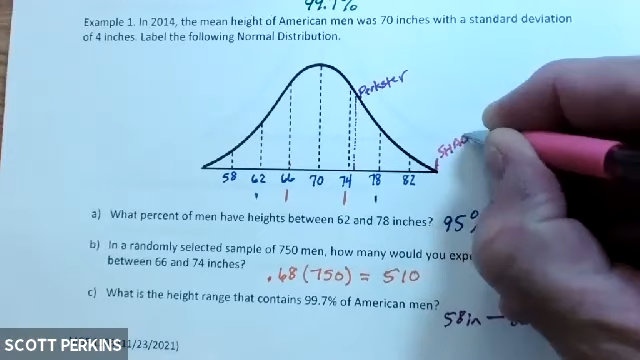 99.7%
Example 1. In 2014, the mean height of American men was 70 inches with a standard deviation
of 4 inches. Label the following Normal Distribution.
Perkster
SHAQ
58 62 66 70 74 78 82
a) What percent of men have heights between 62 and 78 inches? 95%
b) In a randomly selected sample of 750 men, how many would you
between 66 and 74 inches? .68 (750) = 510
c) What is the height range that contains 99.7% of American men?
58in –
SCOTT PERKINS
11/23/2021)